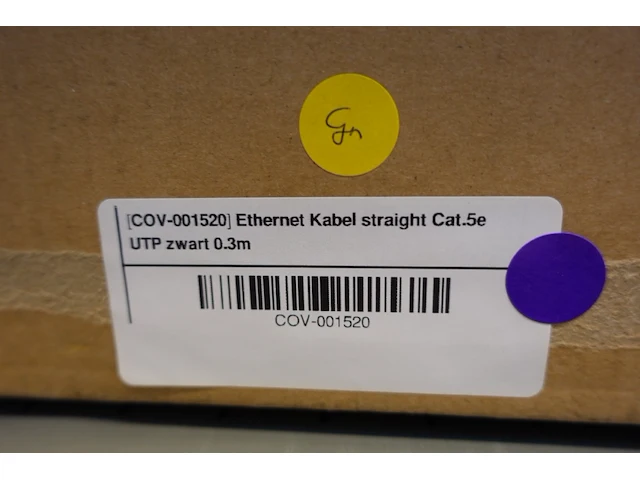 Gn
[COV-001520] Ethernet Kabel straight Cat.5e
UTP zwart 0.3m
COV-001520